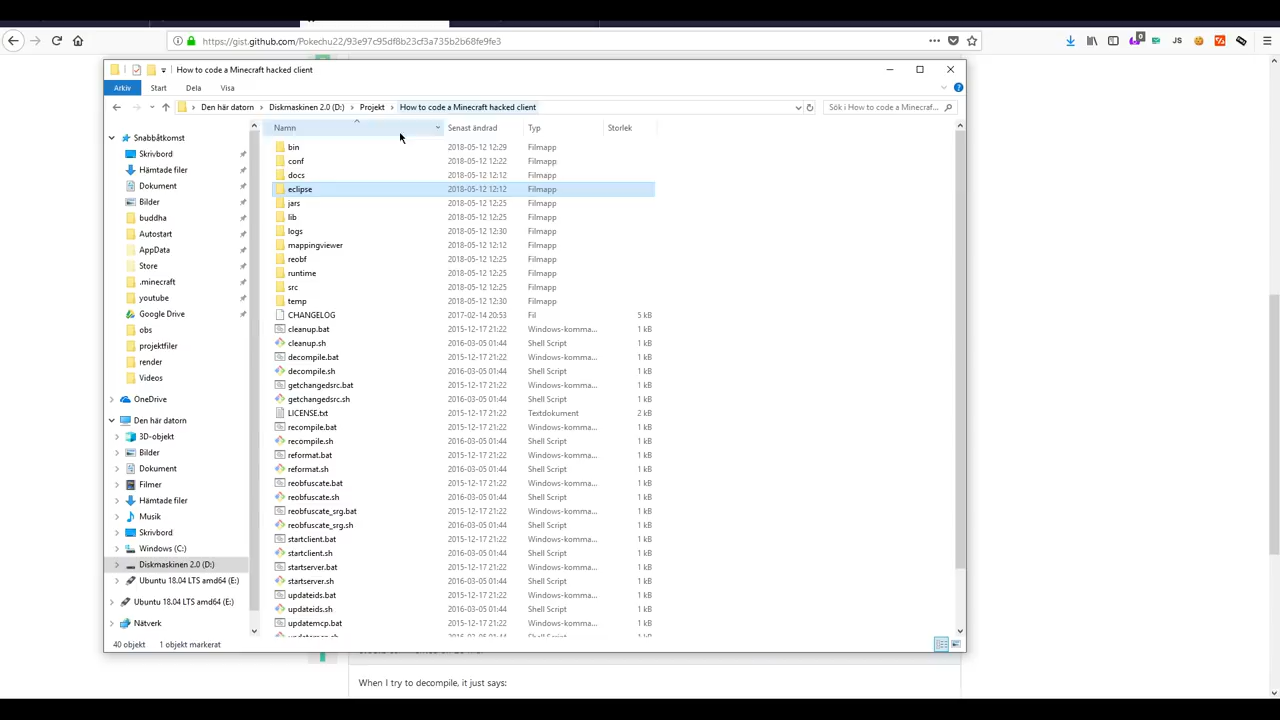 https://gist.github.com/Pokechu22/93e97c95df8b23cf3a735b2b68fe9fe3
0
JS
How to code a Minecraft hacked client
Arkiv Start Dela Visa
Den här datorn Diskmaskinen 2.0 (D:) Projekt How to code a Minecraft hacked client
Sök i How to code a Minecraf...
Namn Senast ändrad Typ Storlek
Snabbåtkomst
Skrivbord
Hämtade filer
Dokument
Bilder
buddha
Autostart
AppData
Store
.minecraft
youtube
Google Drive
obs
projektfiler
render
Videos
OneDrive
Den här datorn
3D-objekt
Bilder
Dokument
Filmer
Hämtade filer
Musik
Skrivbord
Windows (C:)
Diskmaskinen 2.0 (D:)
Ubuntu 18.04 LTS amd64 (E:)
Ubuntu 18.04 LTS amd64 (E:)
Nätverk
bin 2018-05-12 12:29 Filmapp
conf 2018-05-12 12:22 Filmapp
docs 2018-05-12 12:12 Filmapp
eclipse 2018-05-12 12:12 Filmapp
jars 2018-05-12 12:25 Filmapp
lib 2018-05-12 12:25 Filmapp
logs 2018-05-12 12:30 Filmapp
mappingviewer 2018-05-12 12:12 Filmapp
reobf 2018-05-12 12:25 Filmapp
runtime 2018-05-12 12:25 Filmapp
src 2018-05-12 12:25 Filmapp
temp 2018-05-12 12:30 Filmapp
CHANGELOG 2017-02-14 20:53 Fil 5 kB
cleanup.bat 2015-12-17 21:22 Windows-komma... 1 kB
cleanup.sh 2016-03-05 01:44 Shell Script 1 kB
decompile.bat 2015-12-17 21:22 Windows-komma... 1 kB
decompile.sh 2016-03-05 01:44 Shell Script 1 kB
getchangedsrc.bat 2015-12-17 21:22 Windows-komma... 1 kB
getchangedsrc.sh 2016-03-05 01:44 Shell Script 1 kB
LICENSE.txt 2015-12-17 21:22 Textdokument 2 kB
recompile.bat 2015-12-17 21:22 Windows-komma... 1 kB
recompile.sh 2016-03-05 01:44 Shell Script 1 kB
reformat.bat 2015-12-17 21:22 Windows-komma... 1 kB
reformat.sh 2016-03-05 01:44 Shell Script 1 kB
reobfuscate.bat 2015-12-17 21:22 Windows-komma... 1 kB
reobfuscate.sh 2016-03-05 01:44 Shell Script 1 kB
reobfuscate_srg.bat 2015-12-17 21:22 Windows-komma... 1 kB
reobfuscate_srg.sh 2016-03-05 01:44 Shell Script 1 kB
startclient.bat 2015-12-17 21:22 Windows-komma... 1 kB
startclient.sh 2016-03-05 01:44 Shell Script 1 kB
startserver.bat 2015-12-17 21:22 Windows-komma... 1 kB
startserver.sh 2016-03-05 01:44 Shell Script 1 kB
updateids.bat 2015-12-17 21:22 Windows-komma... 1 kB
updateids.sh 2016-03-05 01:44 Shell Script 1 kB
updatemcp.bat 2015-12-17 21:22 Windows-komma... 1 kB
40 objekt 1 objekt markerat
When I try to decompile, it just says: